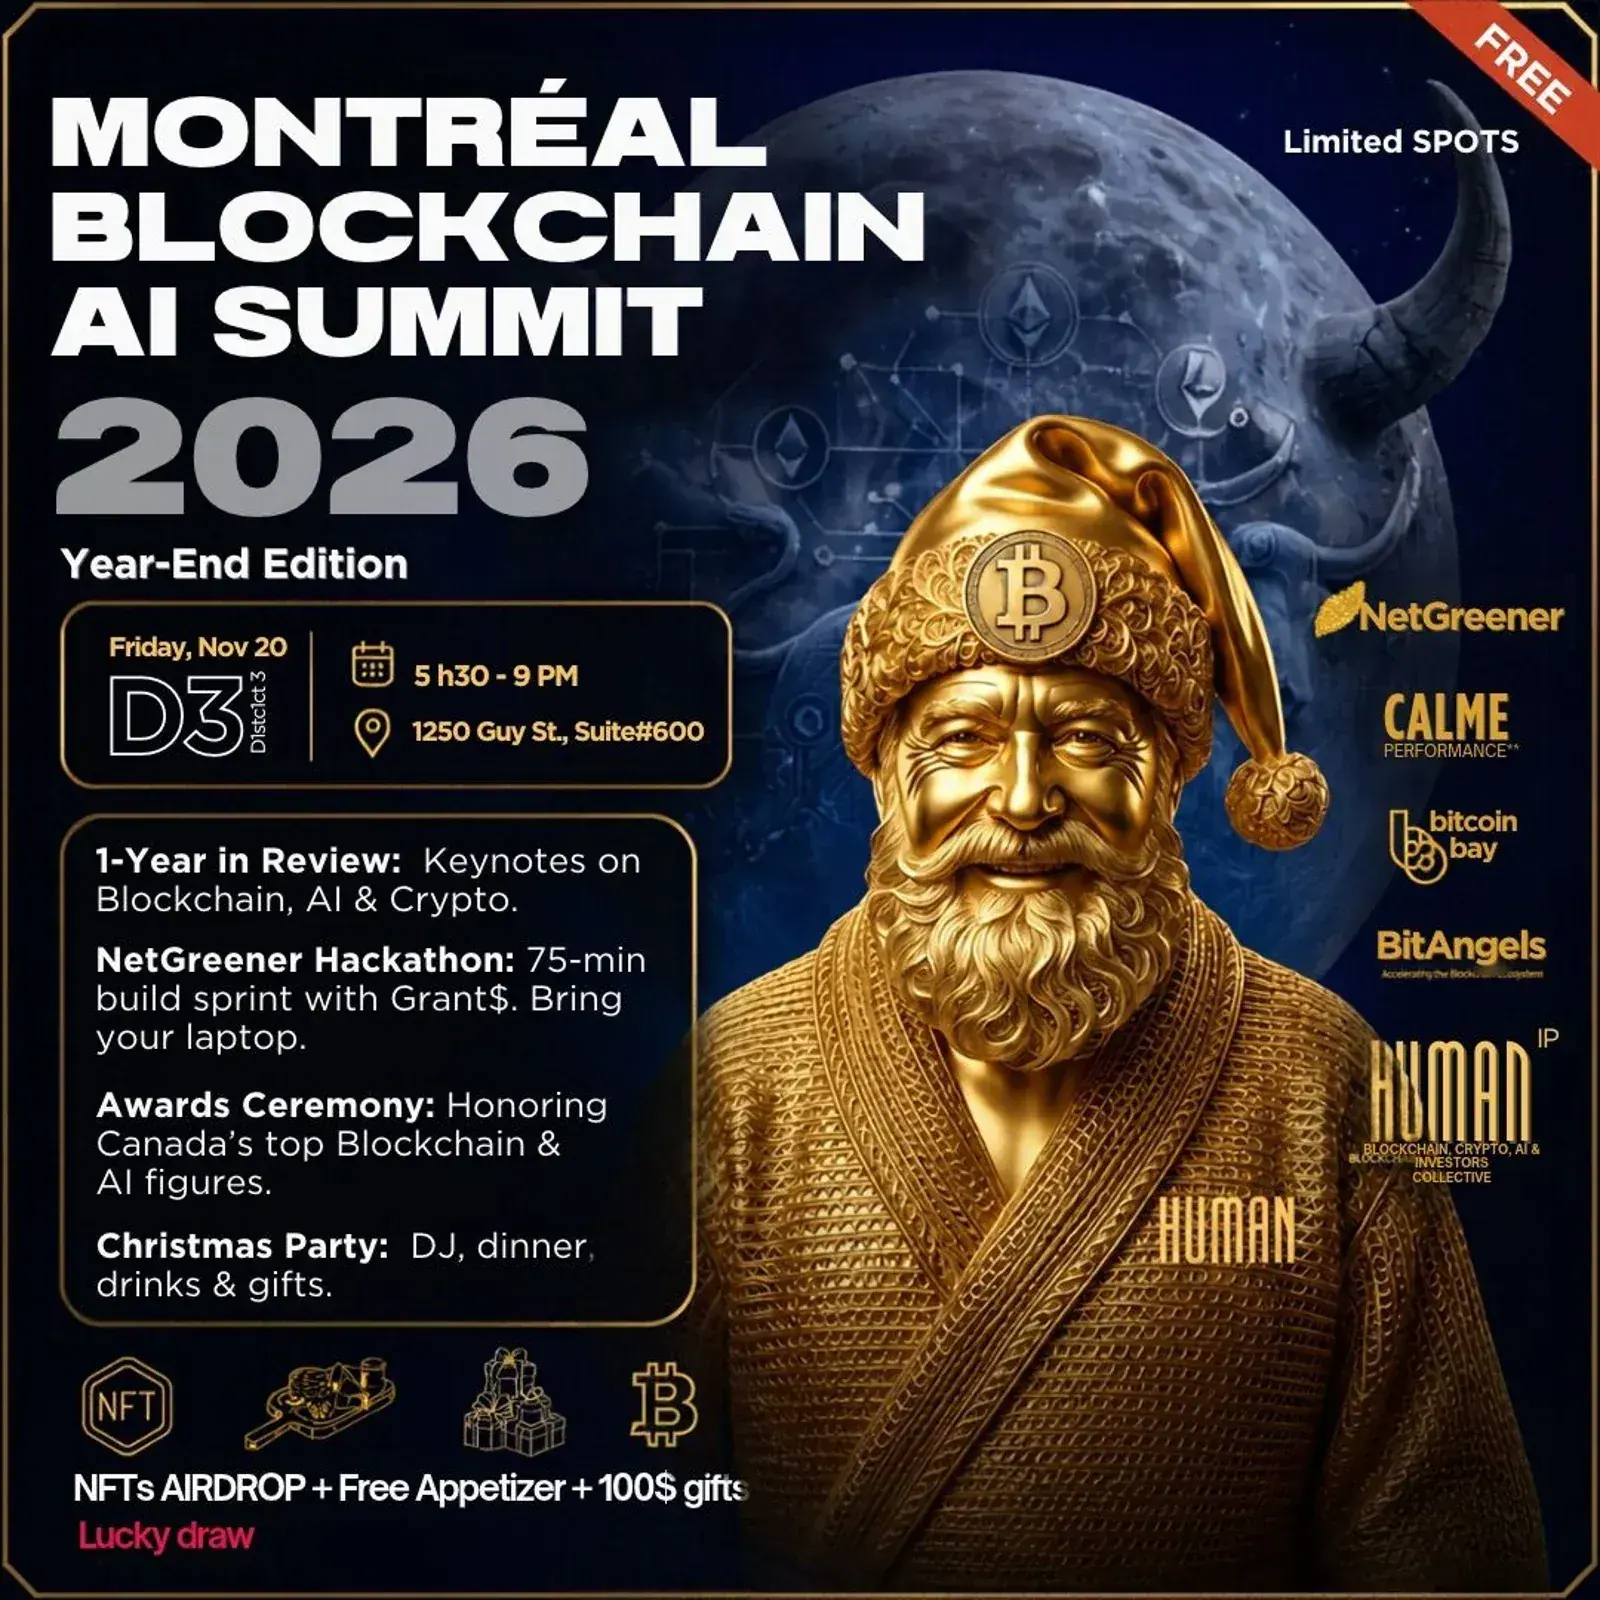 FREE
Limited SPOTS
MONTRÉAL
BLOCKCHAIN
AI SUMMIT
2026
Year-End Edition
Friday, Nov 20
D3
D1stc1ct 3
5 h30 - 9 PM
1250 Guy St., Suite#600
1-Year in Review: Keynotes on
Blockchain, AI & Crypto.
NetGreener Hackathon: 75-min
build sprint with Grant$. Bring
your laptop.
Awards Ceremony: Honoring
Canada's top Blockchain &
AI figures.
Christmas Party: DJ, dinner,
drinks & gifts.
NFT
NFTs AIRDROP + Free Appetizer + 100$ gifts
Lucky draw
NetGreener
CALME
PERFORMANCE**
bitcoin
bay
BitAngels
Accelerating the
HUMAN
IP
BLOCKCHAIN, CRYPTO, AI &
INVESTORS
COLLECTIVE
HUMAN